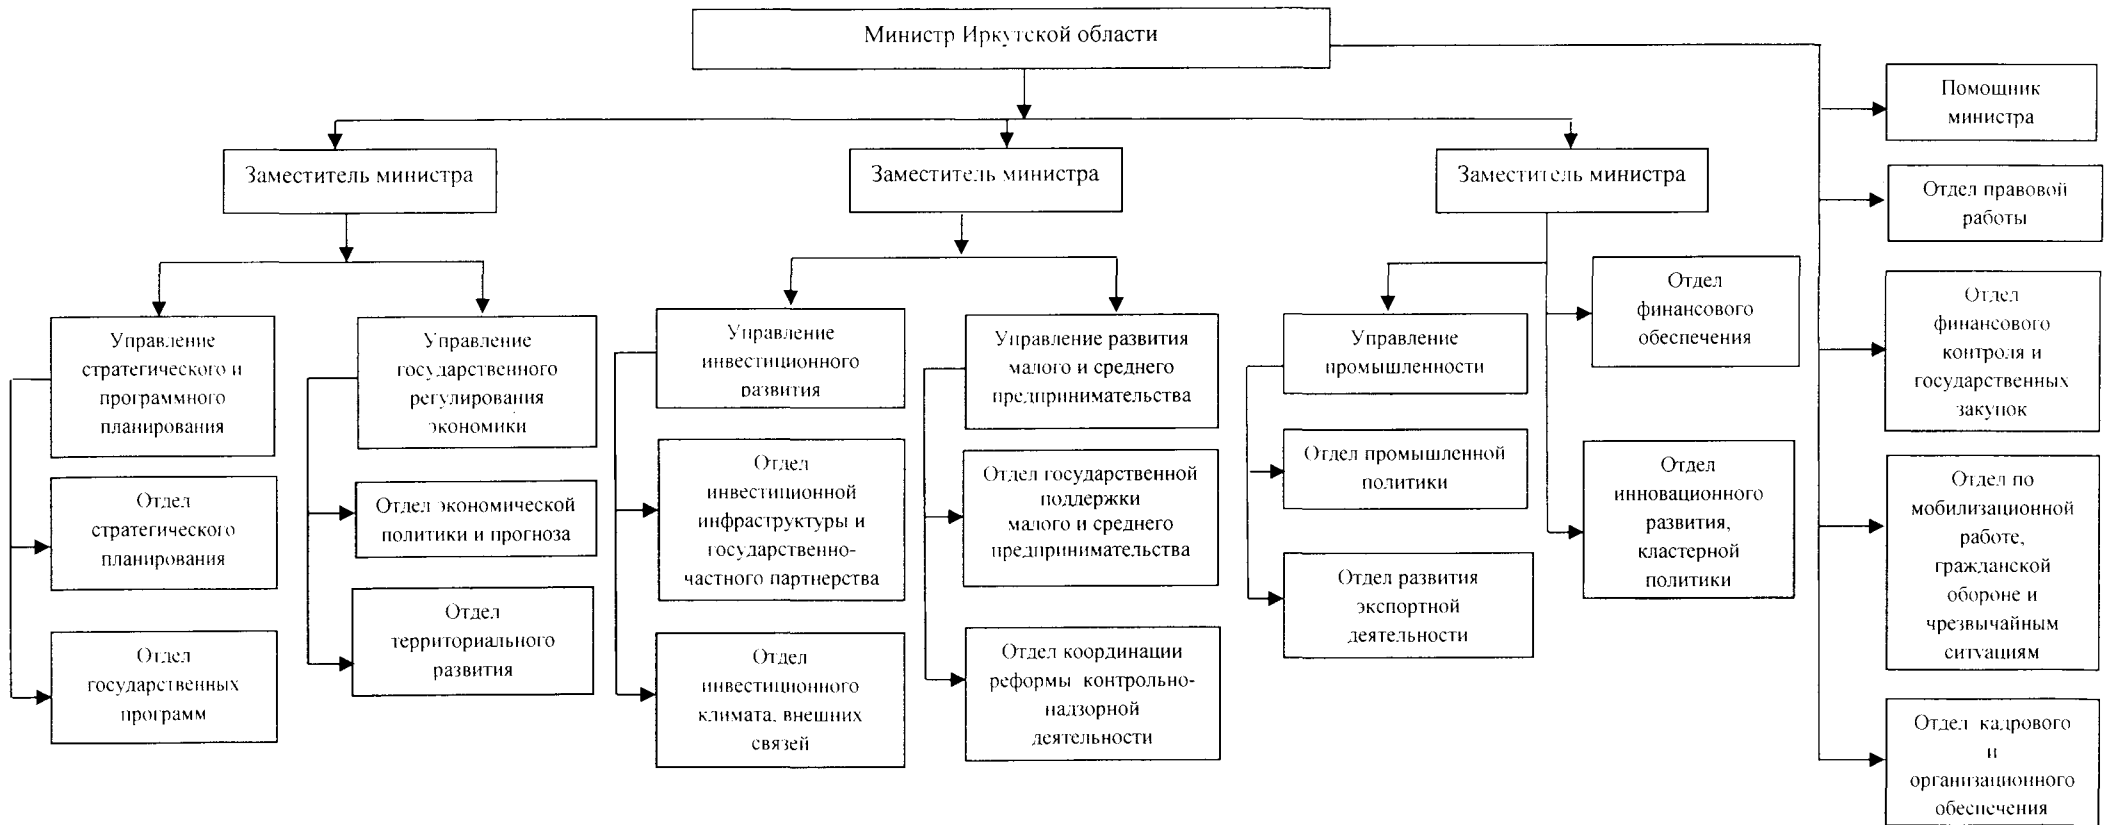 Министр Иркутской области
Помощник
министра
Заместитель министра
Заместитель министра
Заместитель министра
Отдел правовой
работы
Отдел
финансового
обеспечения
Отдел
финансового
контроля и
государственных
закупок
Управление
стратегического и
программного
планирования
Управление
государственного
регулирования
экономики
Управление
инвестиционного
развития
Управление развития
малого и среднего
предпринимательства
Управление
промышленности
Отдел
стратегического
планирования
Отдел экономической
политики и прогноза
Отдел
инвестиционной
инфраструктуры и
государственно-
частного партнерства
Отдел государственной
поддержки
малого и среднего
предпринимательства
Отдел промышленной
политики
Отдел
инновационного
развития,
кластерной
политики
Отдел по
мобилизационной
работе,
гражданской
обороне и
чрезвычайным
ситуациям
Отдел
государственных
программ
Отдел
территориального
развития
Отдел
инвестиционного
климата, внешних
связей
Отдел координации
реформы контрольно-
надзорной
деятельности
Отдел развития
экспортной
деятельности
Отдел кадрового
и
организационного
обеспечения